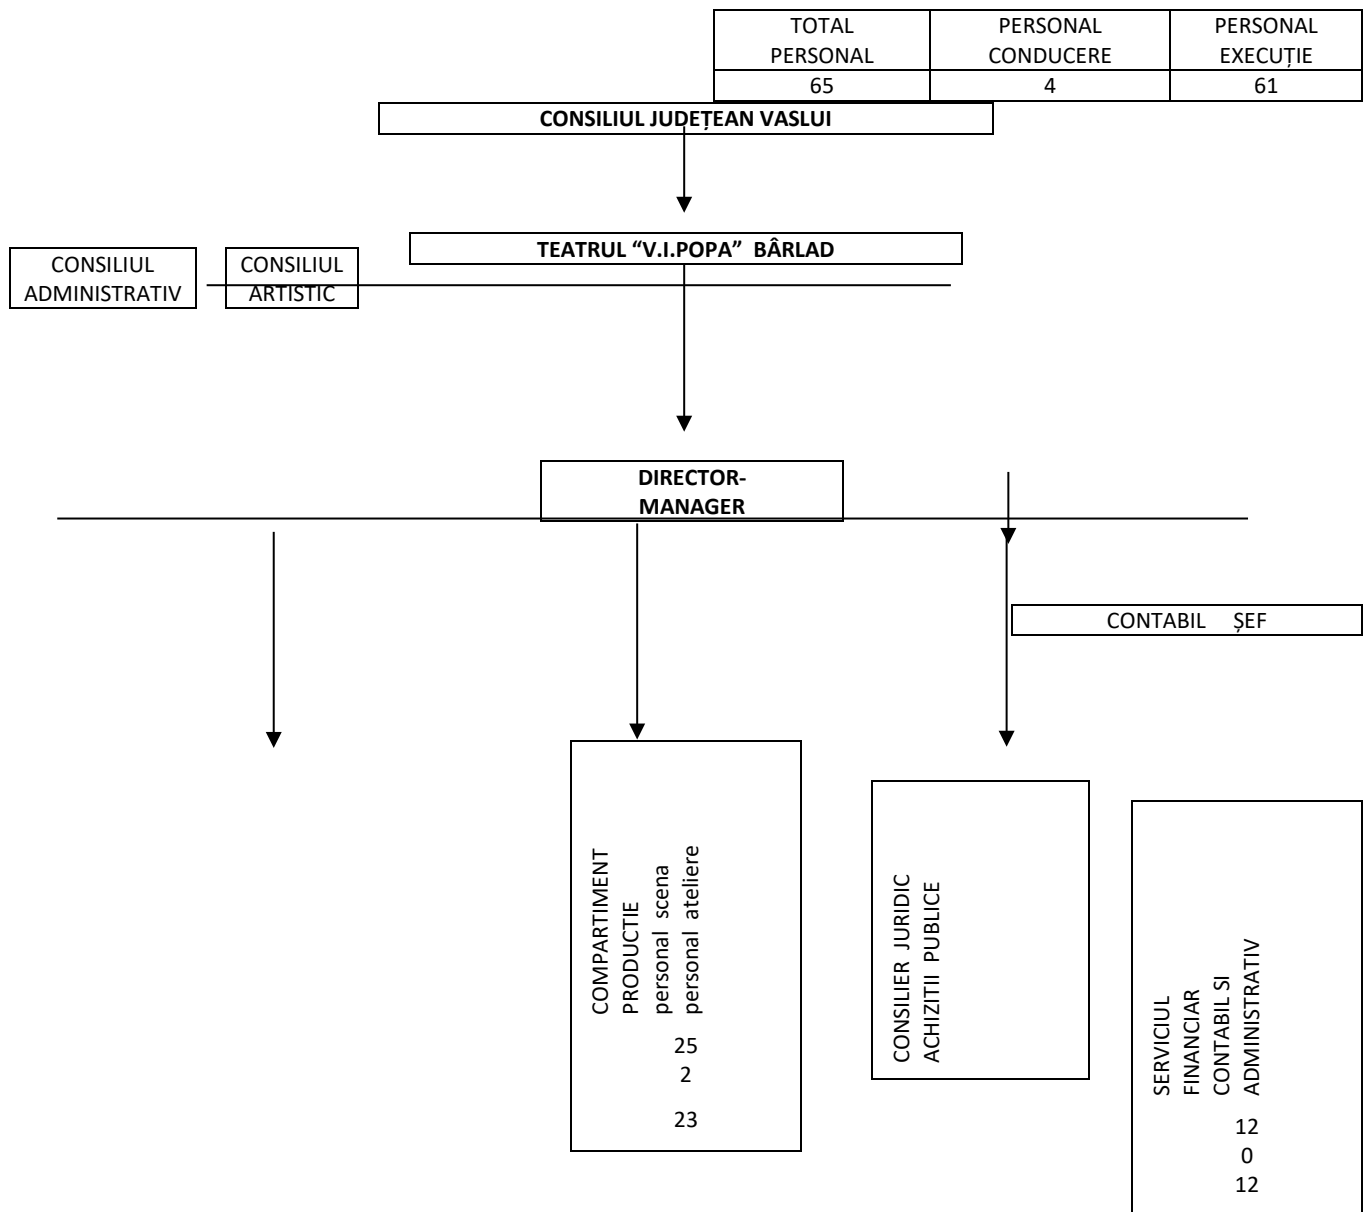 TOTAL PERSONAL
PERSONAL CONDUCERE
PERSONAL EXECUȚIE
65
4
61
CONSILIUL JUDEȚEAN VASLUI
TEATRUL “V.I.POPA” BÂRLAD
CONSILIUL
ADMINISTRATIV
CONSILIUL
ARTISTIC
DIRECTOR-
MANAGER
CONTABIL ȘEF
COMPARTIMENT
PRODUCTIE
personal scena
personal ateliere
25
2
23
CONSILIER JURIDIC
ACHIZITII PUBLICE
SERVICIUL
FINANCIAR
CONTABIL SI
ADMINISTRATIV
12
0
12